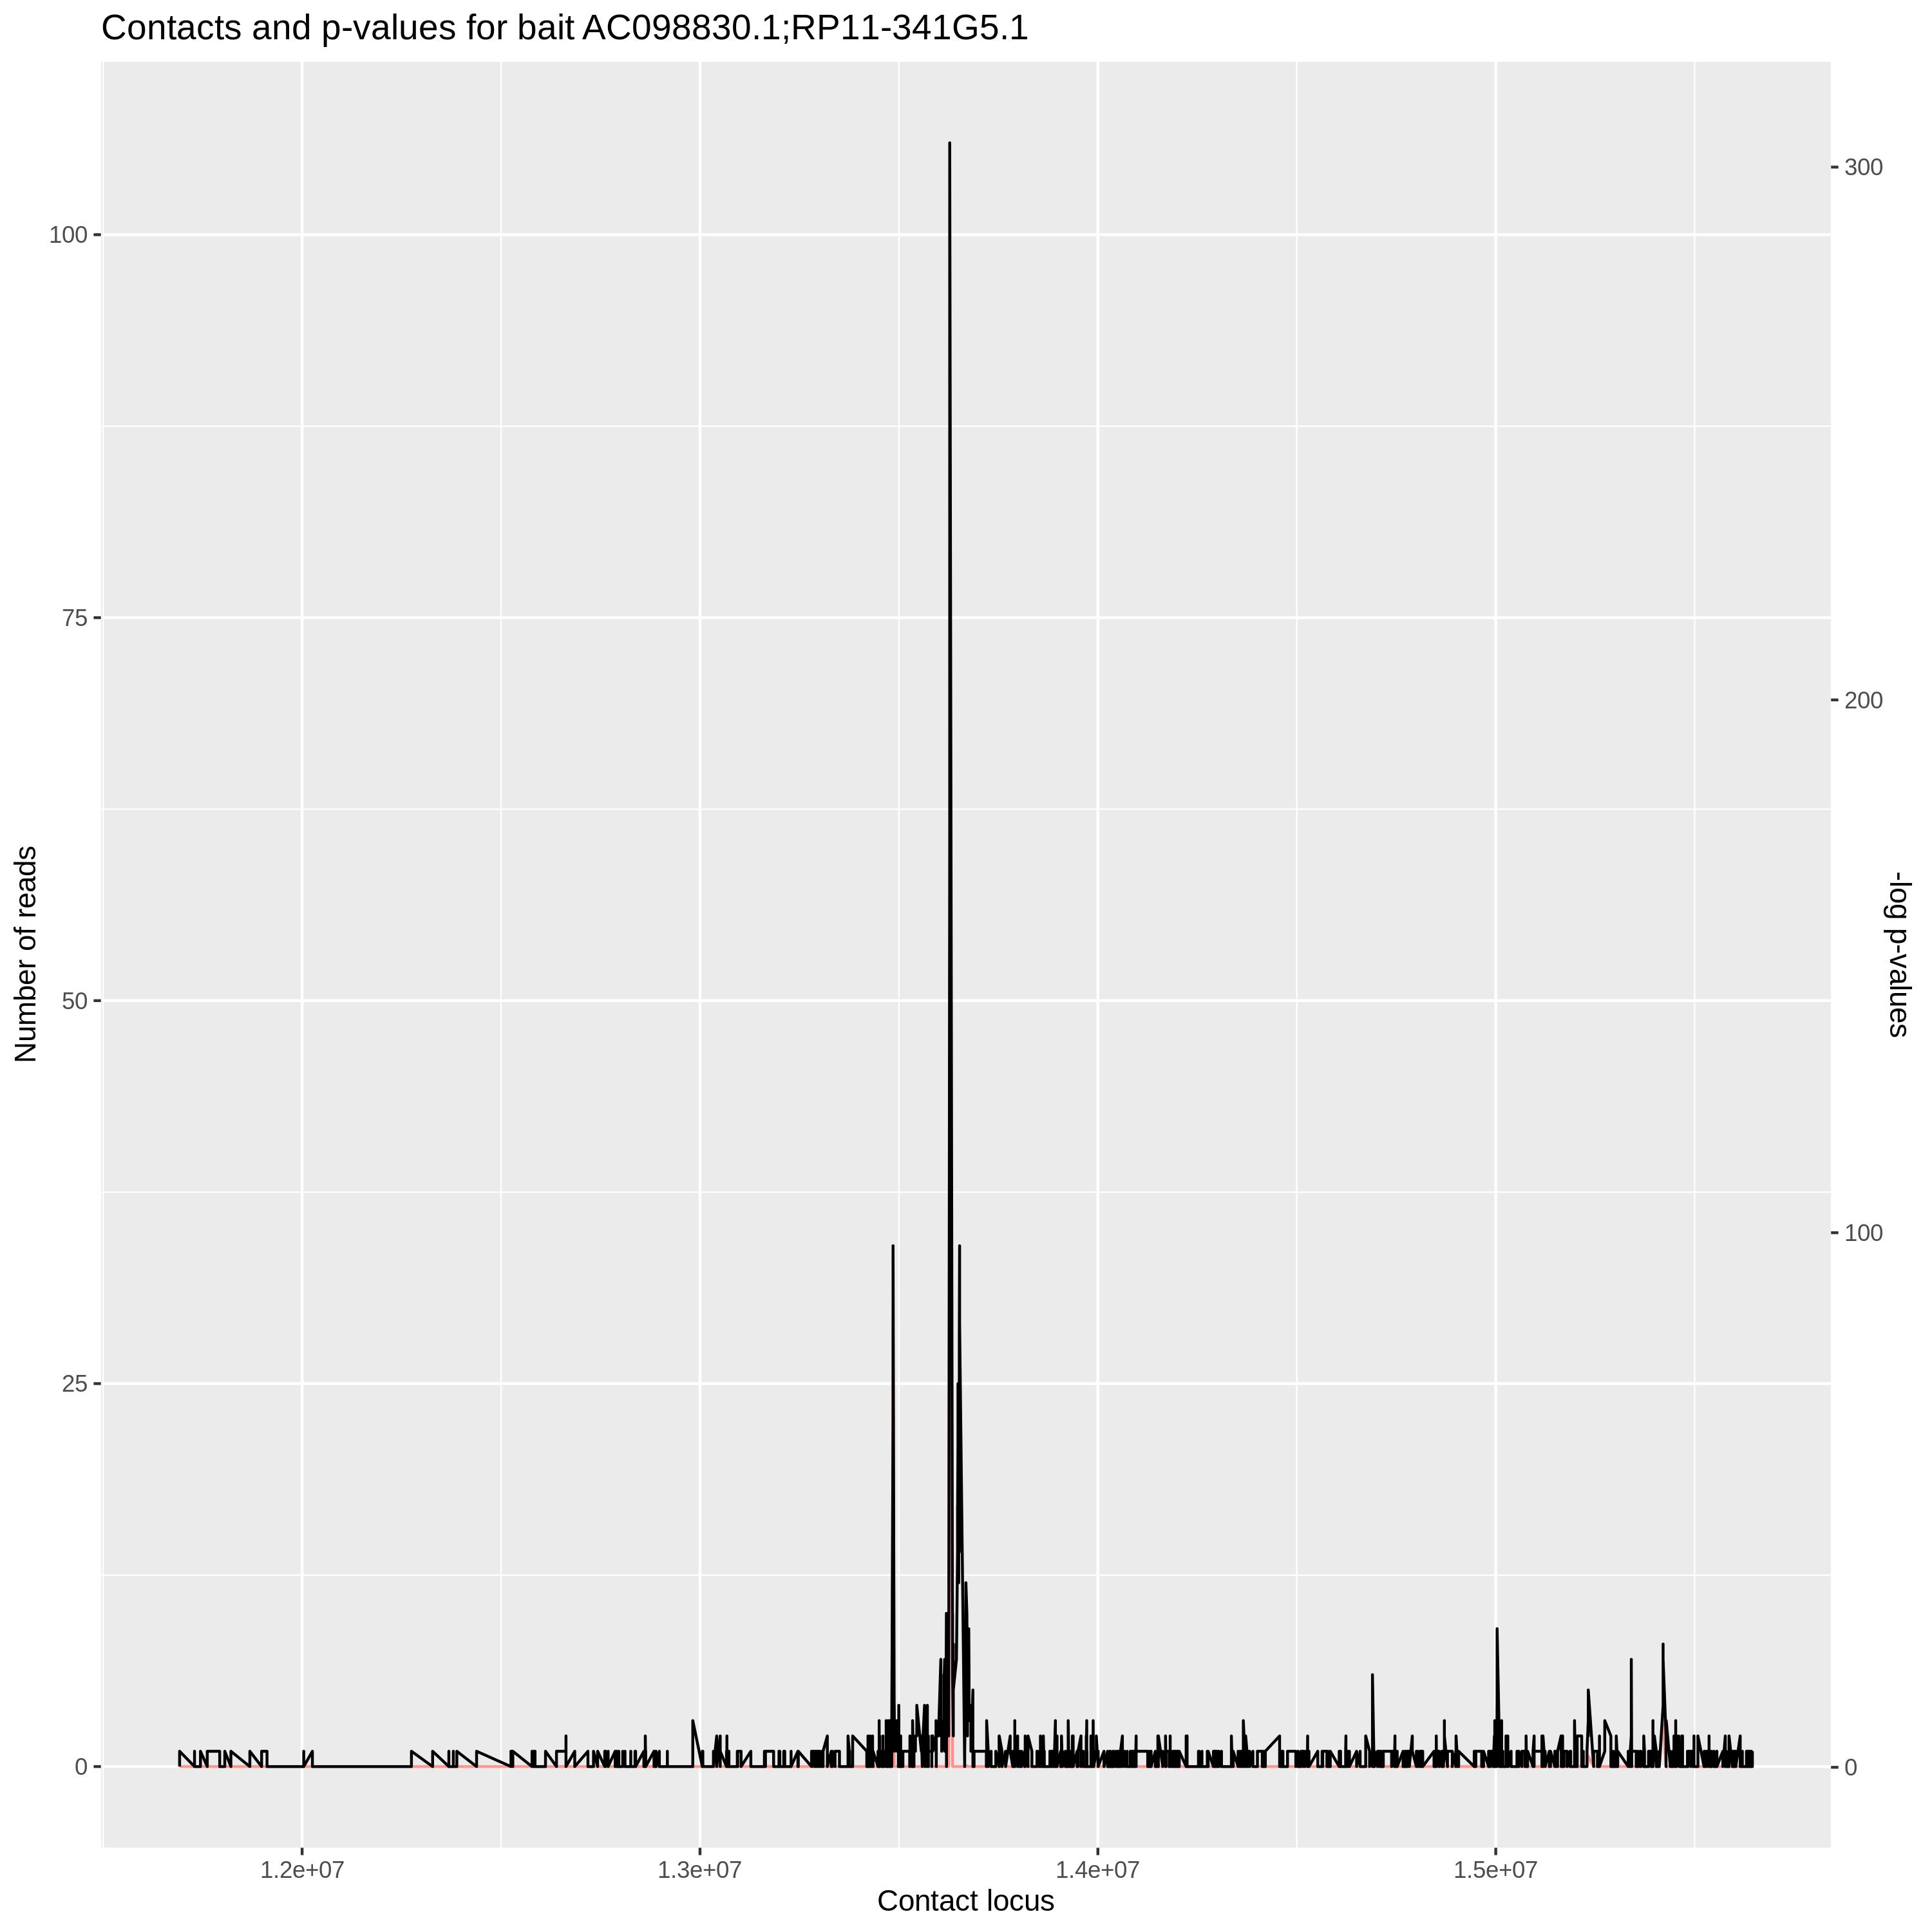 Contacts and p-values for bait AC098830.1;RP11-341G5.1
300
100
75
200
Number of reads
-log p-values
50
100
25
0
0
1.2e+07
1.3e+07
1.4e+07
1.5e+07
Contact locus